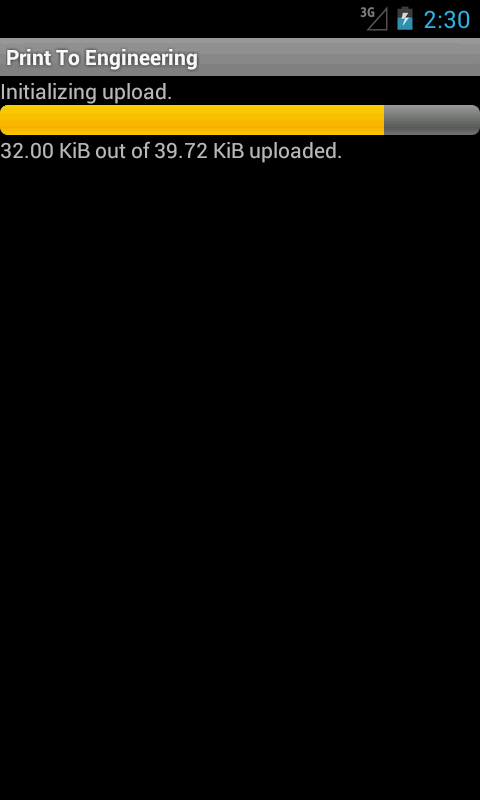 3G
2:30
Print To Engineering
Initializing upload.
32.00 KiB out of 39.72 KiB uploaded.